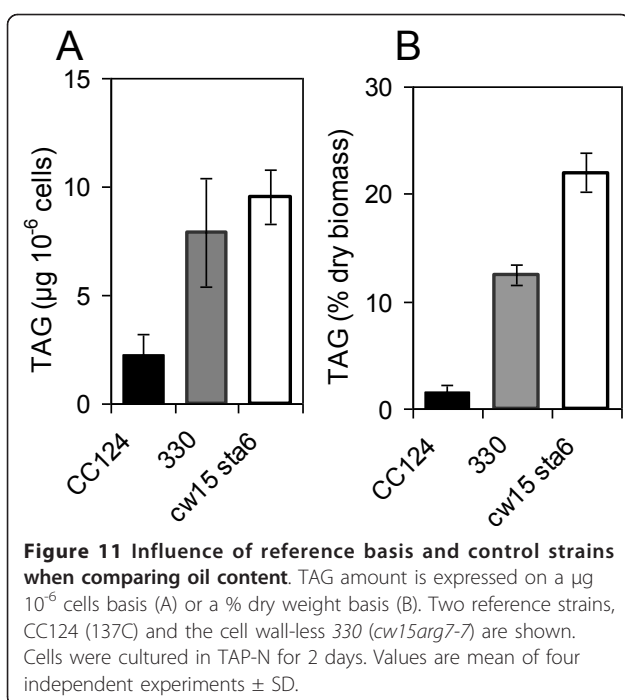 A
B
15
10
5
0
TAG (µg 10⁻⁶ cells)
CC124
330
cw15 sta6
30
20
10
0
TAG (% dry biomass)
CC124
330
cw15 sta6
Figure 11 Influence of reference basis and control strains
when comparing oil content. TAG amount is expressed on a µg
10⁻⁶ cells basis (A) or a % dry weight basis (B). Two reference strains,
CC124 (137C) and the cell wall-less 330 (cw15arg7-7) are shown.
Cells were cultured in TAP-N for 2 days. Values are mean of four
independent experiments ± SD.